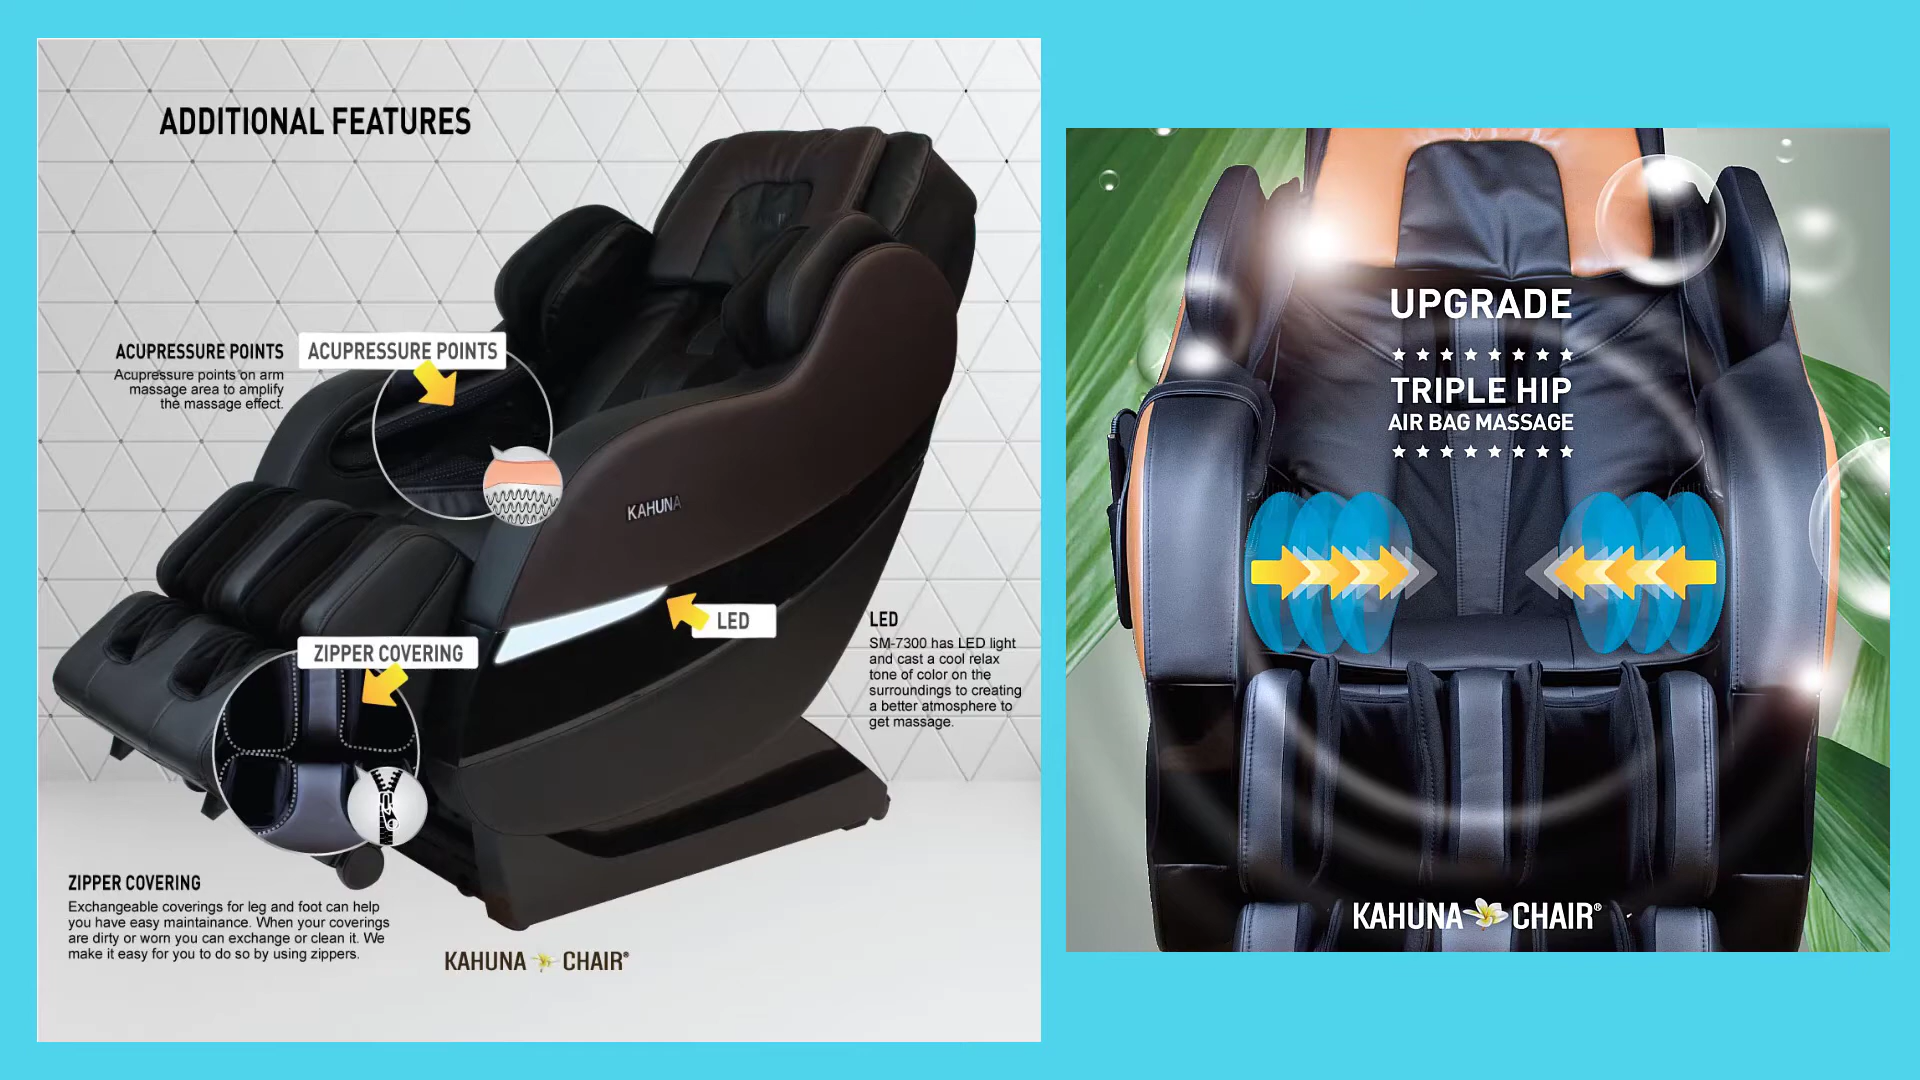 ADDITIONAL FEATURES
ACUPRESSURE POINTS
Acupressure points on arm
massage area to amplify
the massage effect.
ACUPRESSURE POINTS
KAHUNA
LED
LED
SM-7300 has LED light
and cast a cool relax
tone of color on the
surroundings to creating
a better atmosphere to
get massage.
ZIPPER COVERING
ZIPPER COVERING
Exchangeable coverings for leg and foot can help
you have easy maintainance. When your coverings
are dirty or worn you can exchange or clean it. We
make it easy for you to do so by using zippers.
KAHUNA CHAIR®
UPGRADE
TRIPLE HIP
AIR BAG MASSAGE
KAHUNA CHAIR®